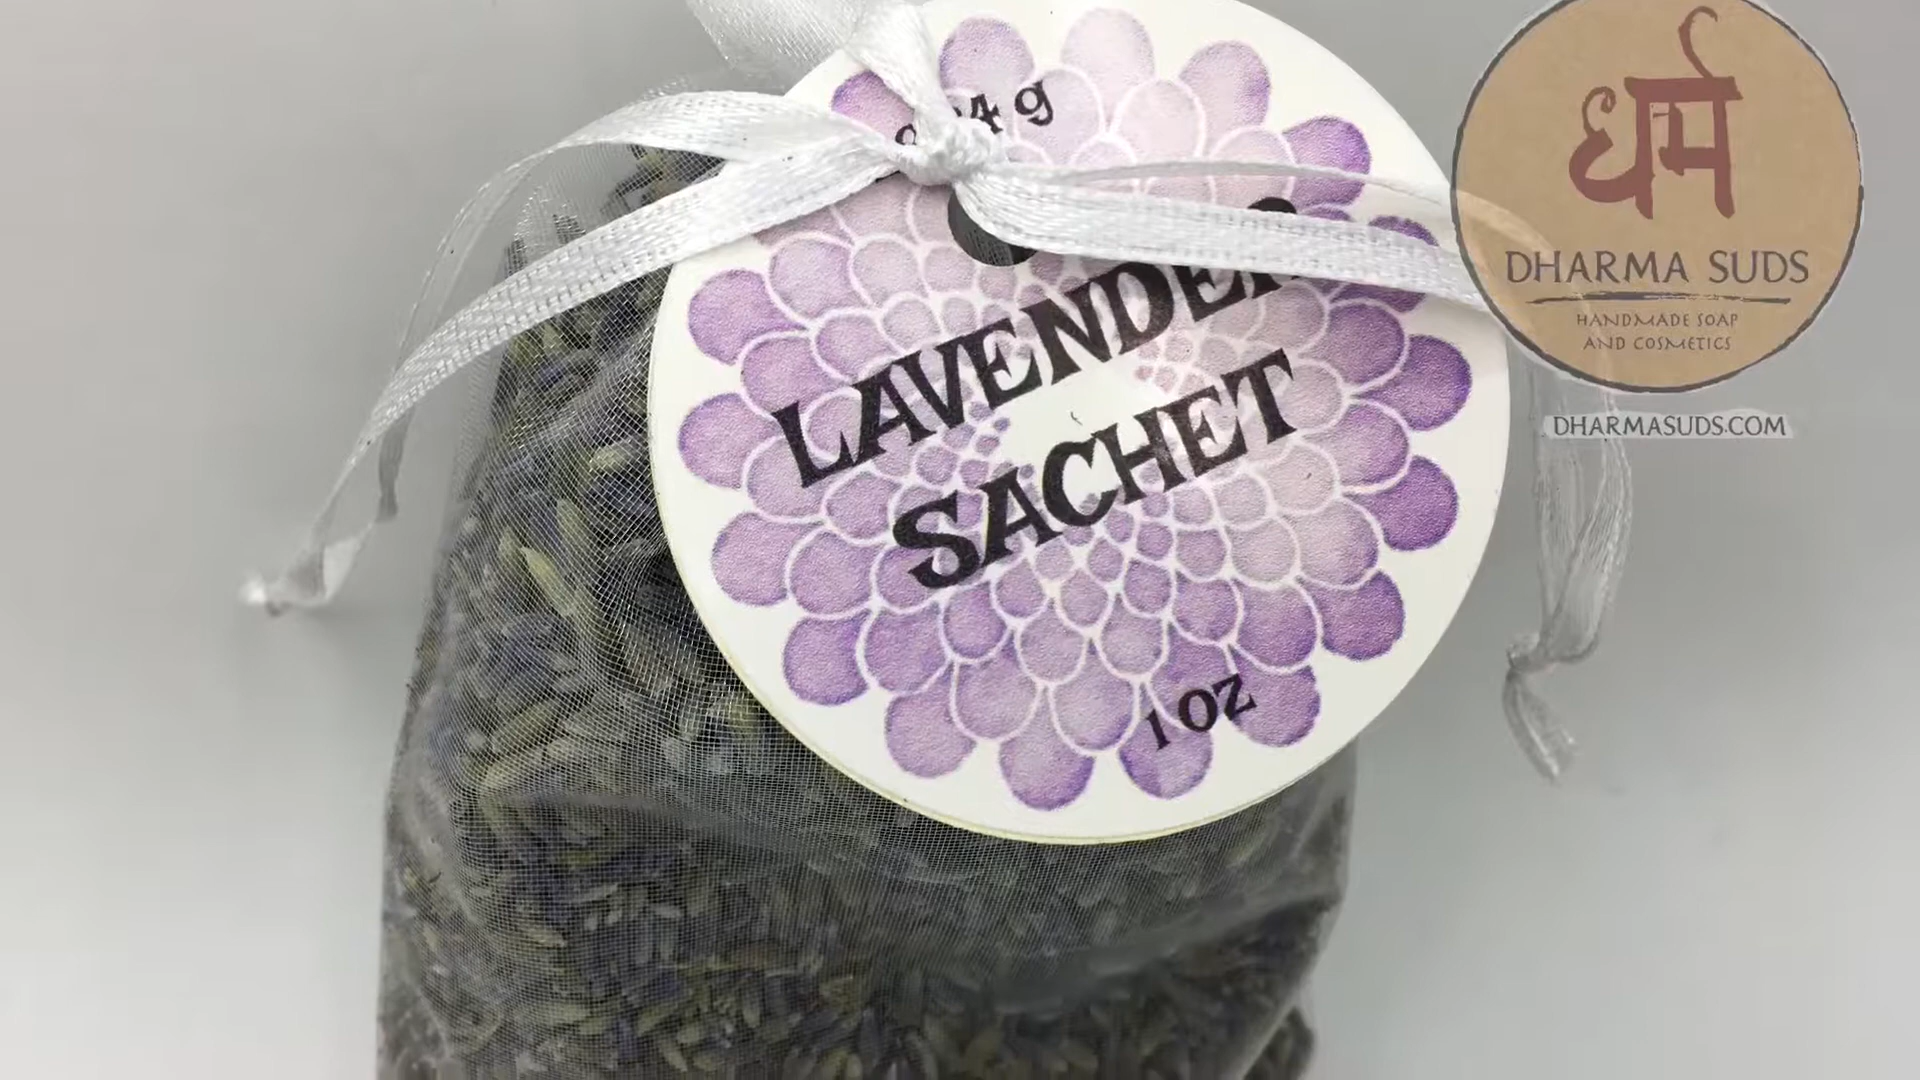 LAVENDER
SACHET
1 OZ
धर्म
DHARMA SUDS
HANDMADE SOAP
AND COSMETICS
DHARMASUDS.COM